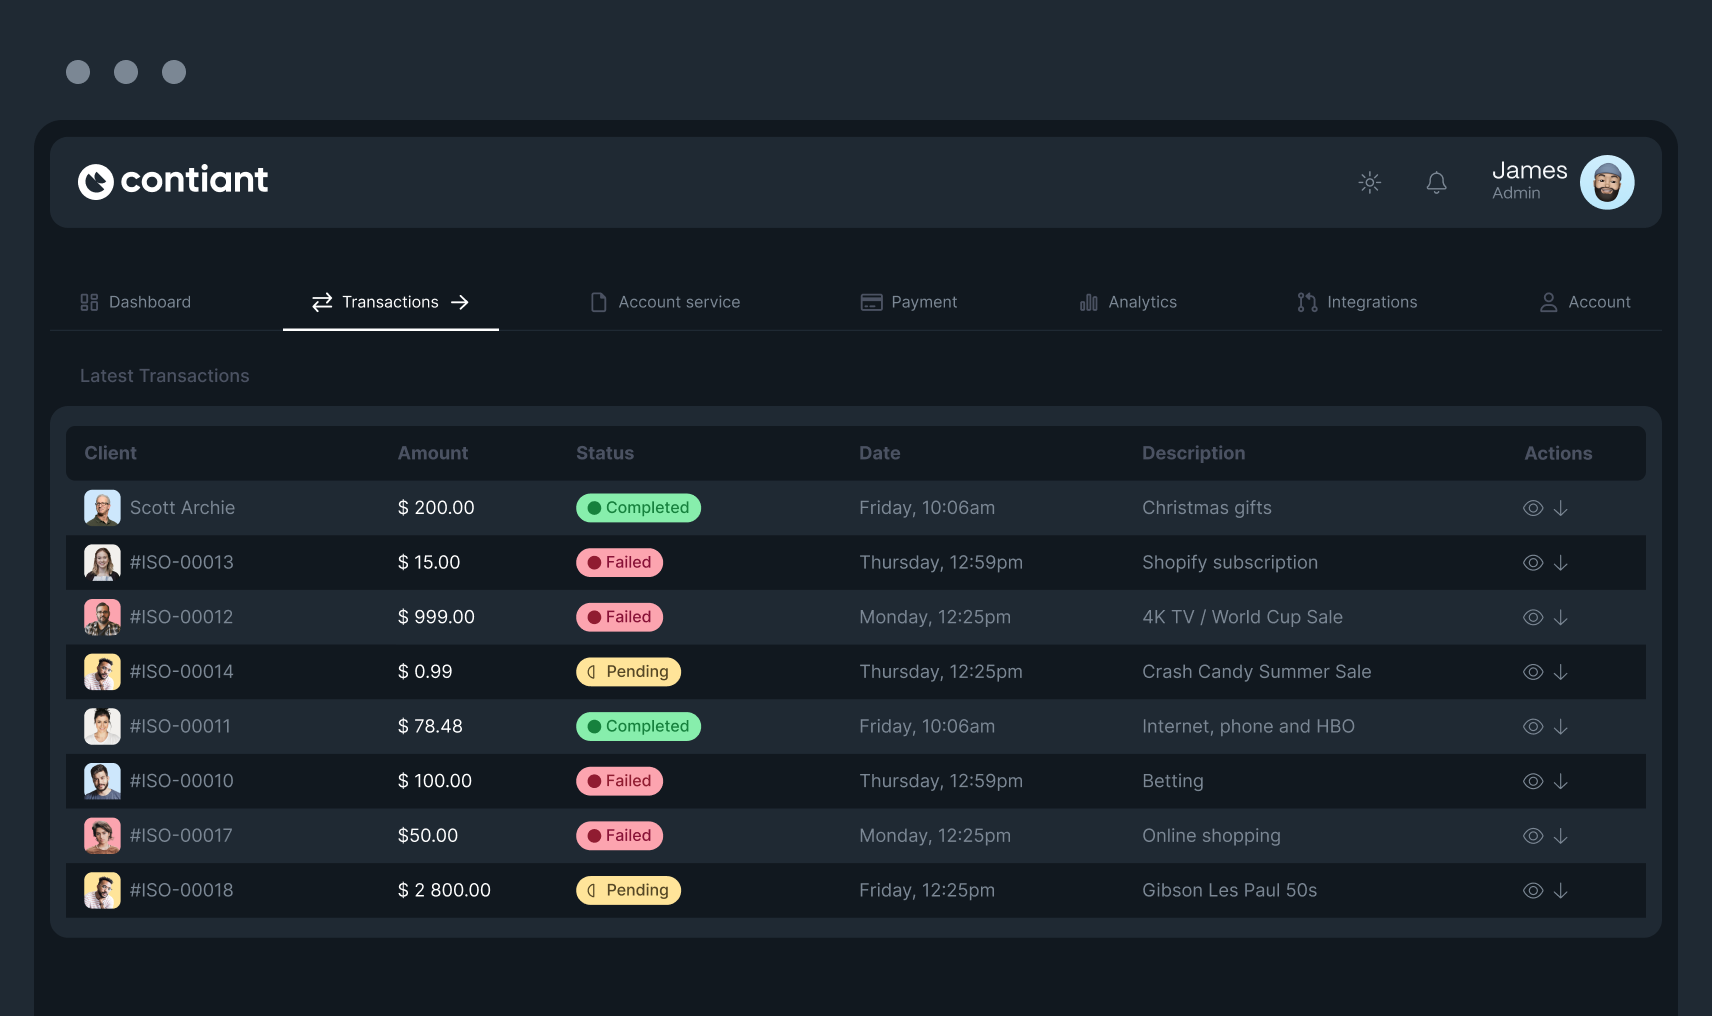 contiant
James
Admin
Dashboard Transactions Account service Payment Analytics Integrations Account
Latest Transactions
Client Amount Status Date Description Actions
Scott Archie $ 200.00 Completed Friday, 10:06am Christmas gifts
#ISO-00013 $ 15.00 Failed Thursday, 12:59pm Shopify subscription
#ISO-00012 $ 999.00 Failed Monday, 12:25pm 4K TV / World Cup Sale
#ISO-00014 $ 0.99 Pending Thursday, 12:25pm Crash Candy Summer Sale
#ISO-00011 $ 78.48 Completed Friday, 10:06am Internet, phone and HBO
#ISO-00010 $ 100.00 Failed Thursday, 12:59pm Betting
#ISO-00017 $50.00 Failed Monday, 12:25pm Online shopping
#ISO-00018 $ 2 800.00 Pending Friday, 12:25pm Gibson Les Paul 50s